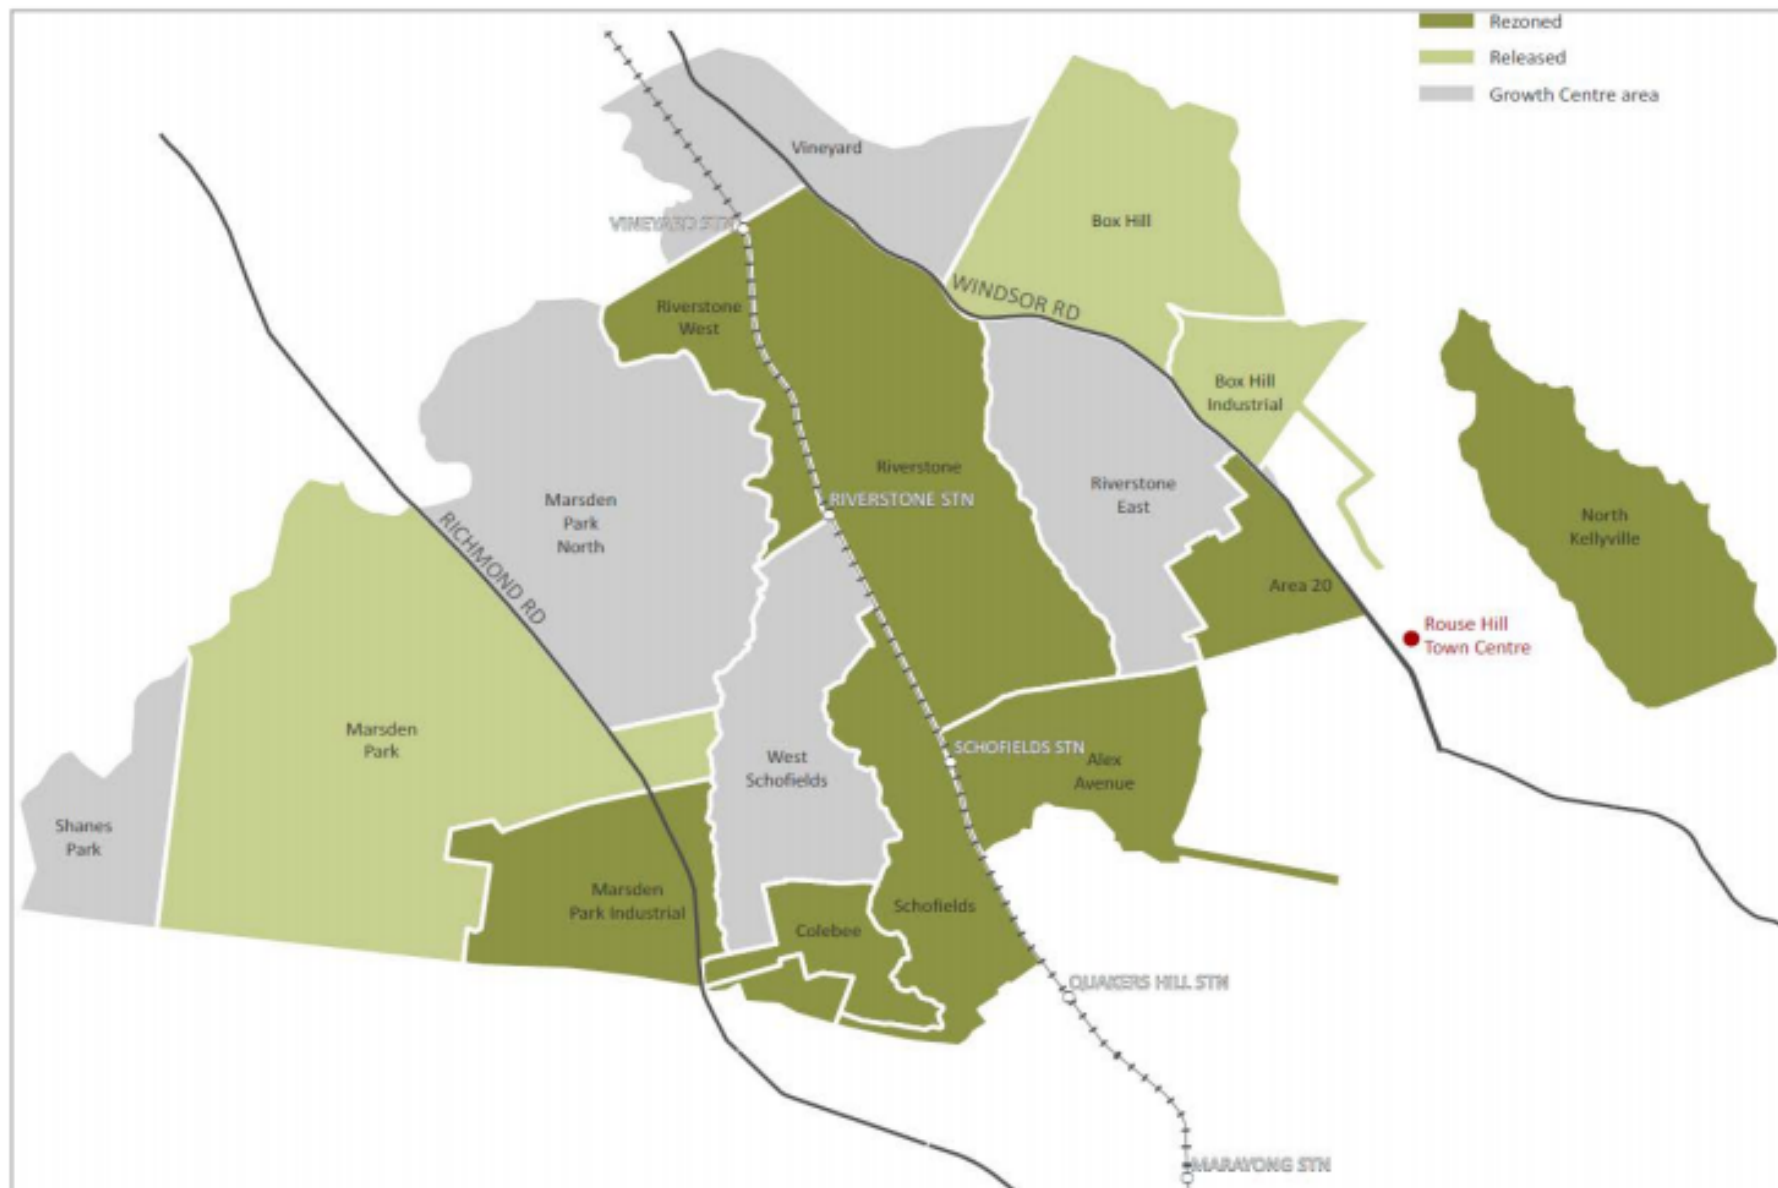 Rezoned
Released
Growth Centre area
Vineyard
VINEYARD STN
Box Hill
WINDSOR RD
Riverstone
West
Box Hill
Industrial
Riverstone
RIVERSTONE STN
Riverstone
East
Marsden
Park
North
RICHMOND RD
North
Kellyville
Area 20
Rouse Hill
Town Centre
Marsden
Park
West
Schofields
SCHOFIELDS STN
Alex
Avenue
Shanes
Park
Marsden
Park Industrial
Schofields
Colebee
QUAKERS HILL STN
MARAYONG STN